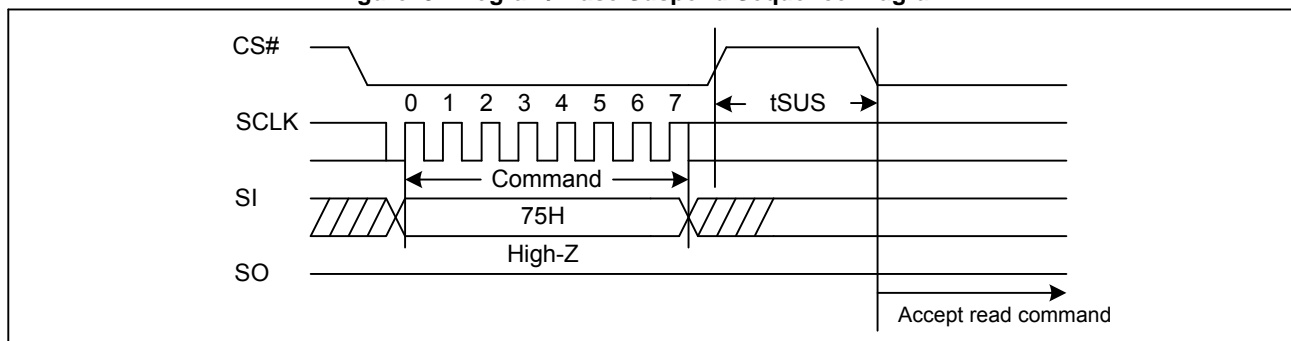 CS#
0 1 2 3 4 5 6 7
tSUS
SCLK
Command
SI
75H
High-Z
SO
Accept read command